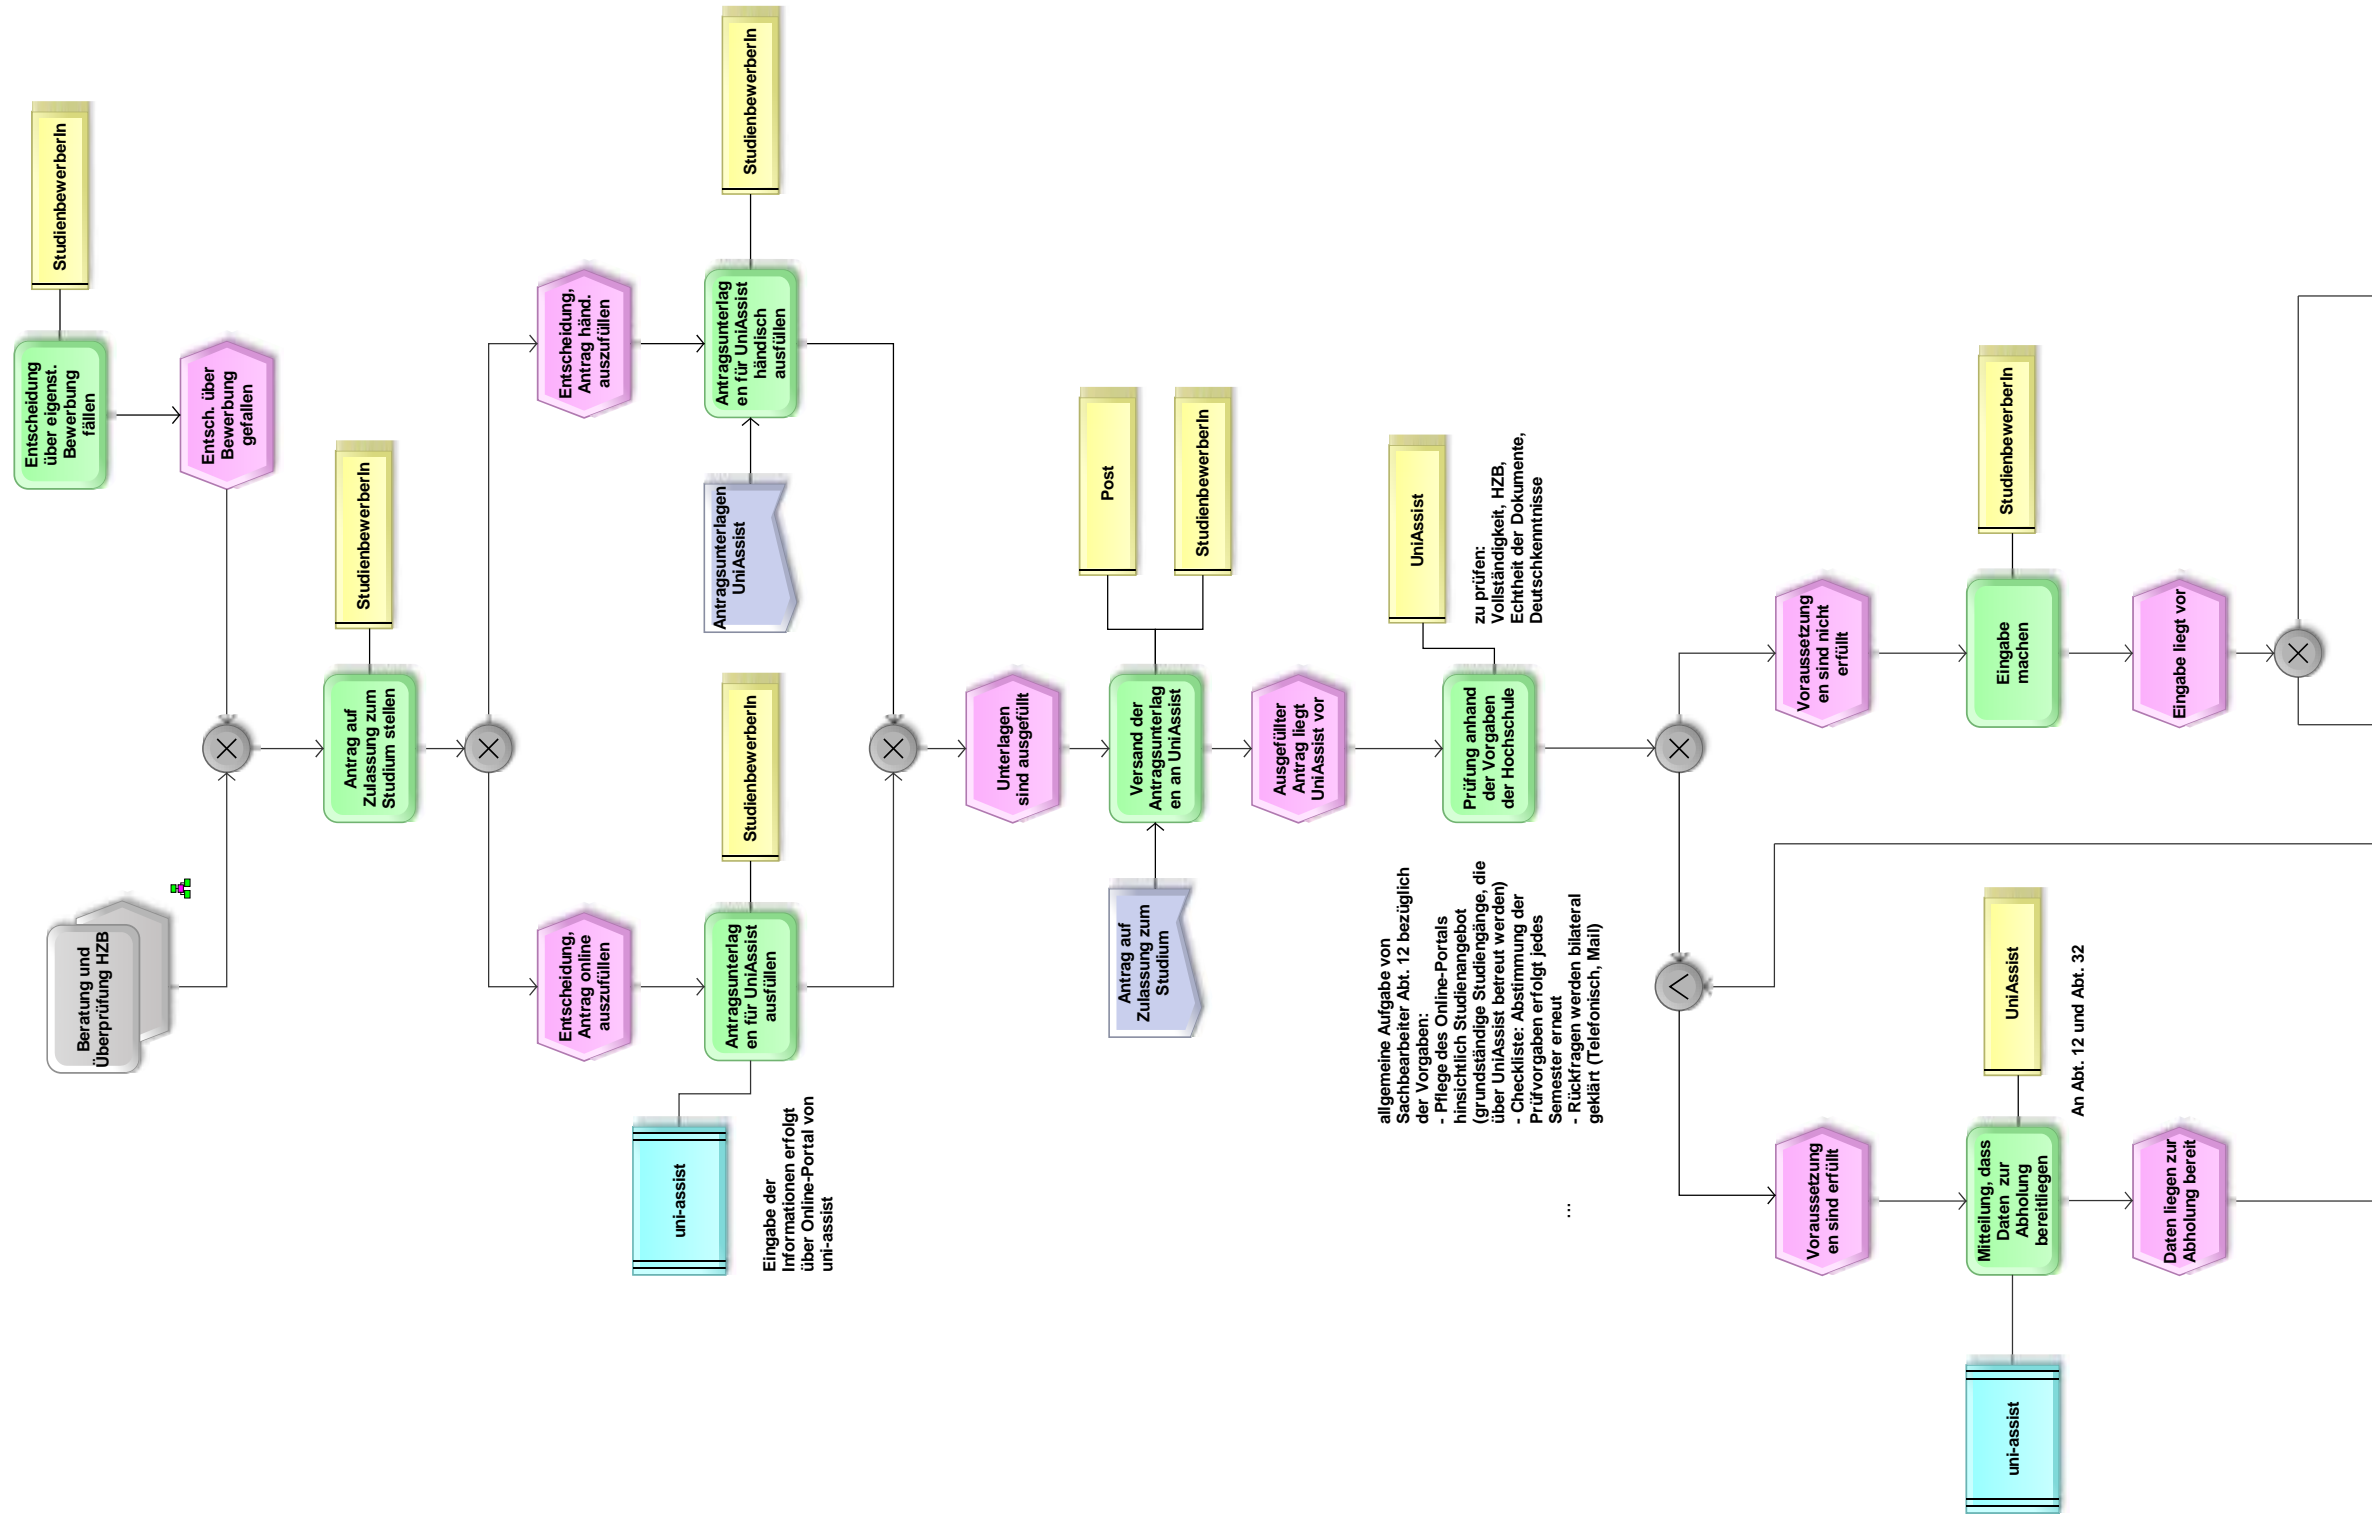 Entscheidung
über eigenst.
Bewerbung
fällen
StudienbewerberIn
Beratung und
Überprüfung HZB
Entsch. über
Bewerbung
gefallen
Antrag auf
Zulassung zum
Studium stellen
StudienbewerberIn
Entscheidung,
Antrag online
auszufüllen
Entscheidung,
Antrag händ.
auszufüllen
uni-assist
Eingabe der
Informationen erfolgt
über Online-Portal von
uni-assist
Antragsunterlag
en für UniAssist
ausfüllen
StudienbewerberIn
Antragsunterlagen
UniAssist
Antragsunterlag
en für UniAssist
händisch
ausfüllen
StudienbewerberIn
Unterlagen
sind ausgefüllt
Antrag auf
Zulassung zum
Studium
Versand der
Antragsunterlag
en an UniAssist
Post
StudienbewerberIn
Ausgefüllter
Antrag liegt
UniAssist vor
allgemeine Aufgabe von
Sachbearbeiter Abt. 12 bezüglich
der Vorgaben:
- Pflege des Online-Portals
hinsichtlich Studienangebot
(grundständige Studiengänge, die
über UniAssist betreut werden)
- Checkliste: Abstimmung der
Prüfvorgaben erfolgt jedes
Semester erneut
- Rückfragen werden bilateral
geklärt (Telefonisch, Mail)
...
Prüfung anhand
der Vorgaben
der Hochschule
UniAssist
zu prüfen:
Vollständigkeit, HZB,
Echtheit der Dokumente,
Deutschkenntnisse
Voraussetzung
en sind erfüllt
Voraussetzung
en sind nicht
erfüllt
uni-assist
Mitteilung, dass
Daten zur
Abholung
bereitliegen
UniAssist
An Abt. 12 und Abt. 32
Eingabe
machen
StudienbewerberIn
Daten liegen zur
Abholung bereit
Eingabe liegt vor